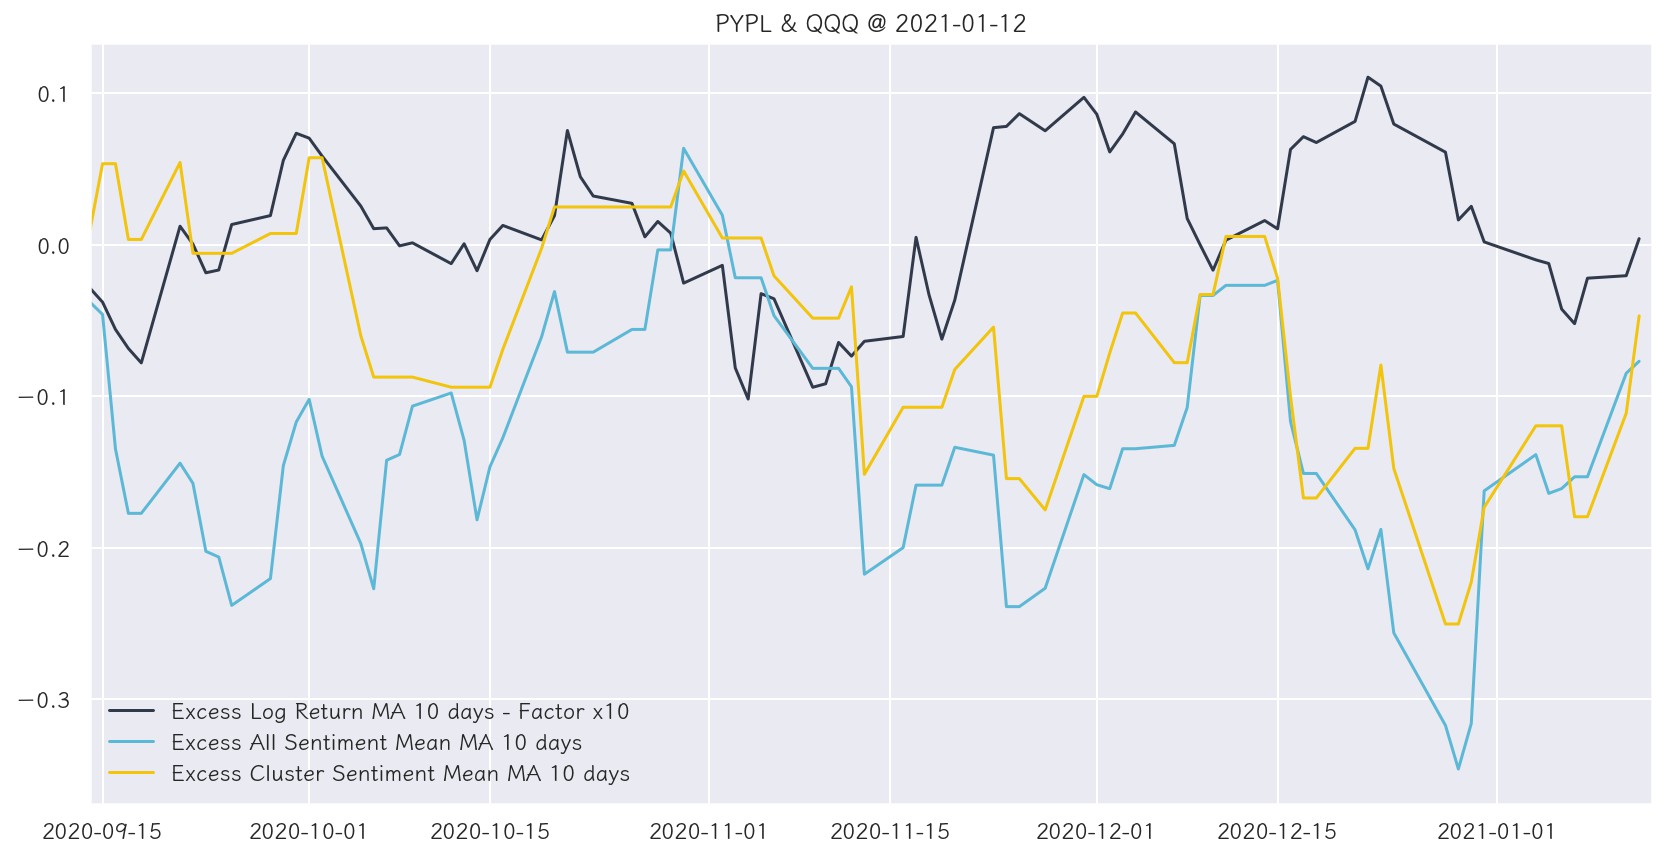 PYPL & QQQ @ 2021-01-12
0.1
0.0
−0.1
−0.2
−0.3
Excess Log Return MA 10 days - Factor x10
Excess All Sentiment Mean MA 10 days
Excess Cluster Sentiment Mean MA 10 days
2020-09-15 2020-10-01 2020-10-15 2020-11-01 2020-11-15 2020-12-01 2020-12-15 2021-01-01